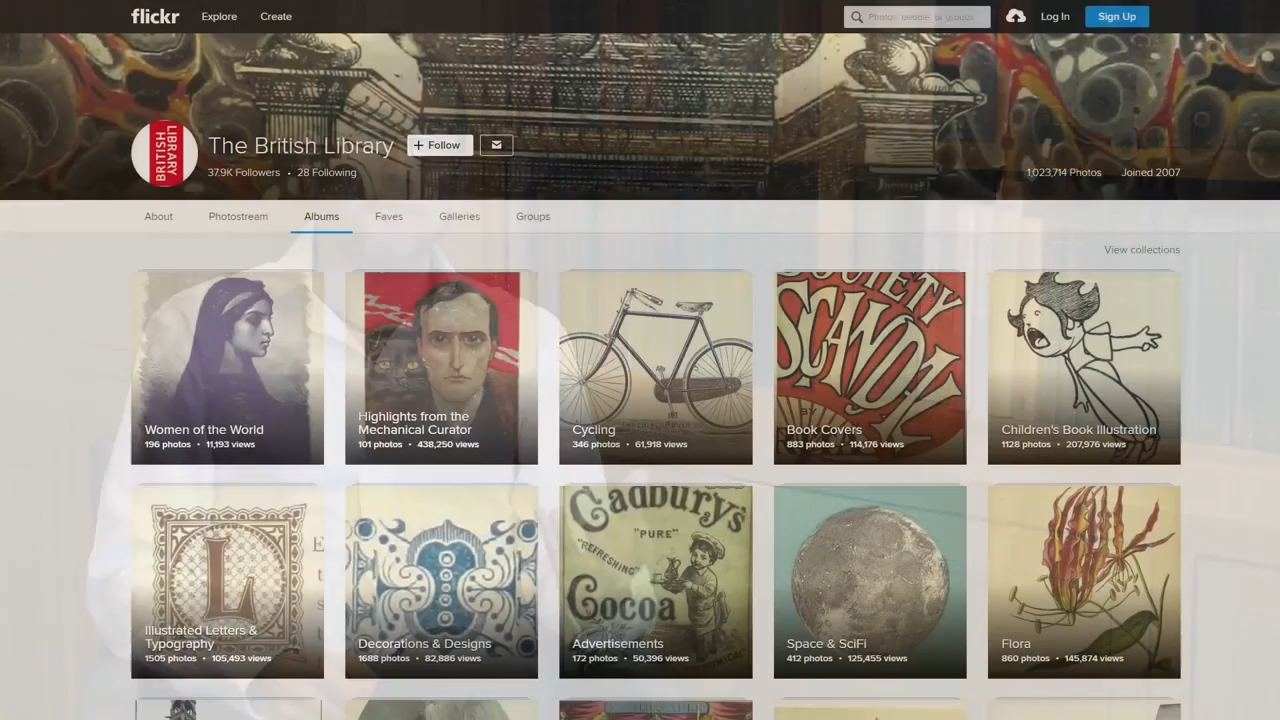 flickr
Explore
Create
Photos, people, or groups
Log In
Sign Up
BRITISH
LIBRARY
The British Library
+ Follow
37.9K Followers • 28 Following
1,023,714 Photos
Joined 2007
About
Photostream
Albums
Faves
Galleries
Groups
View collections
Women of the World
196 photos • 11,193 views
Highlights from the
Mechanical Curator
101 photos • 438,250 views
Cycling
346 photos • 61,918 views
SOCIETY
SCANDAL
BY
Book Covers
883 photos • 114,176 views
Children's Book Illustration
1128 photos • 207,976 views
L
Illustrated Letters &
Typography
1505 photos • 105,493 views
Decorations & Designs
1688 photos • 82,886 views
Cadbury's
"PURE"
"REFRESHING"
Cocoa
Advertisements
172 photos • 50,396 views
Space & SciFi
412 photos • 125,455 views
Flora
860 photos • 145,874 views